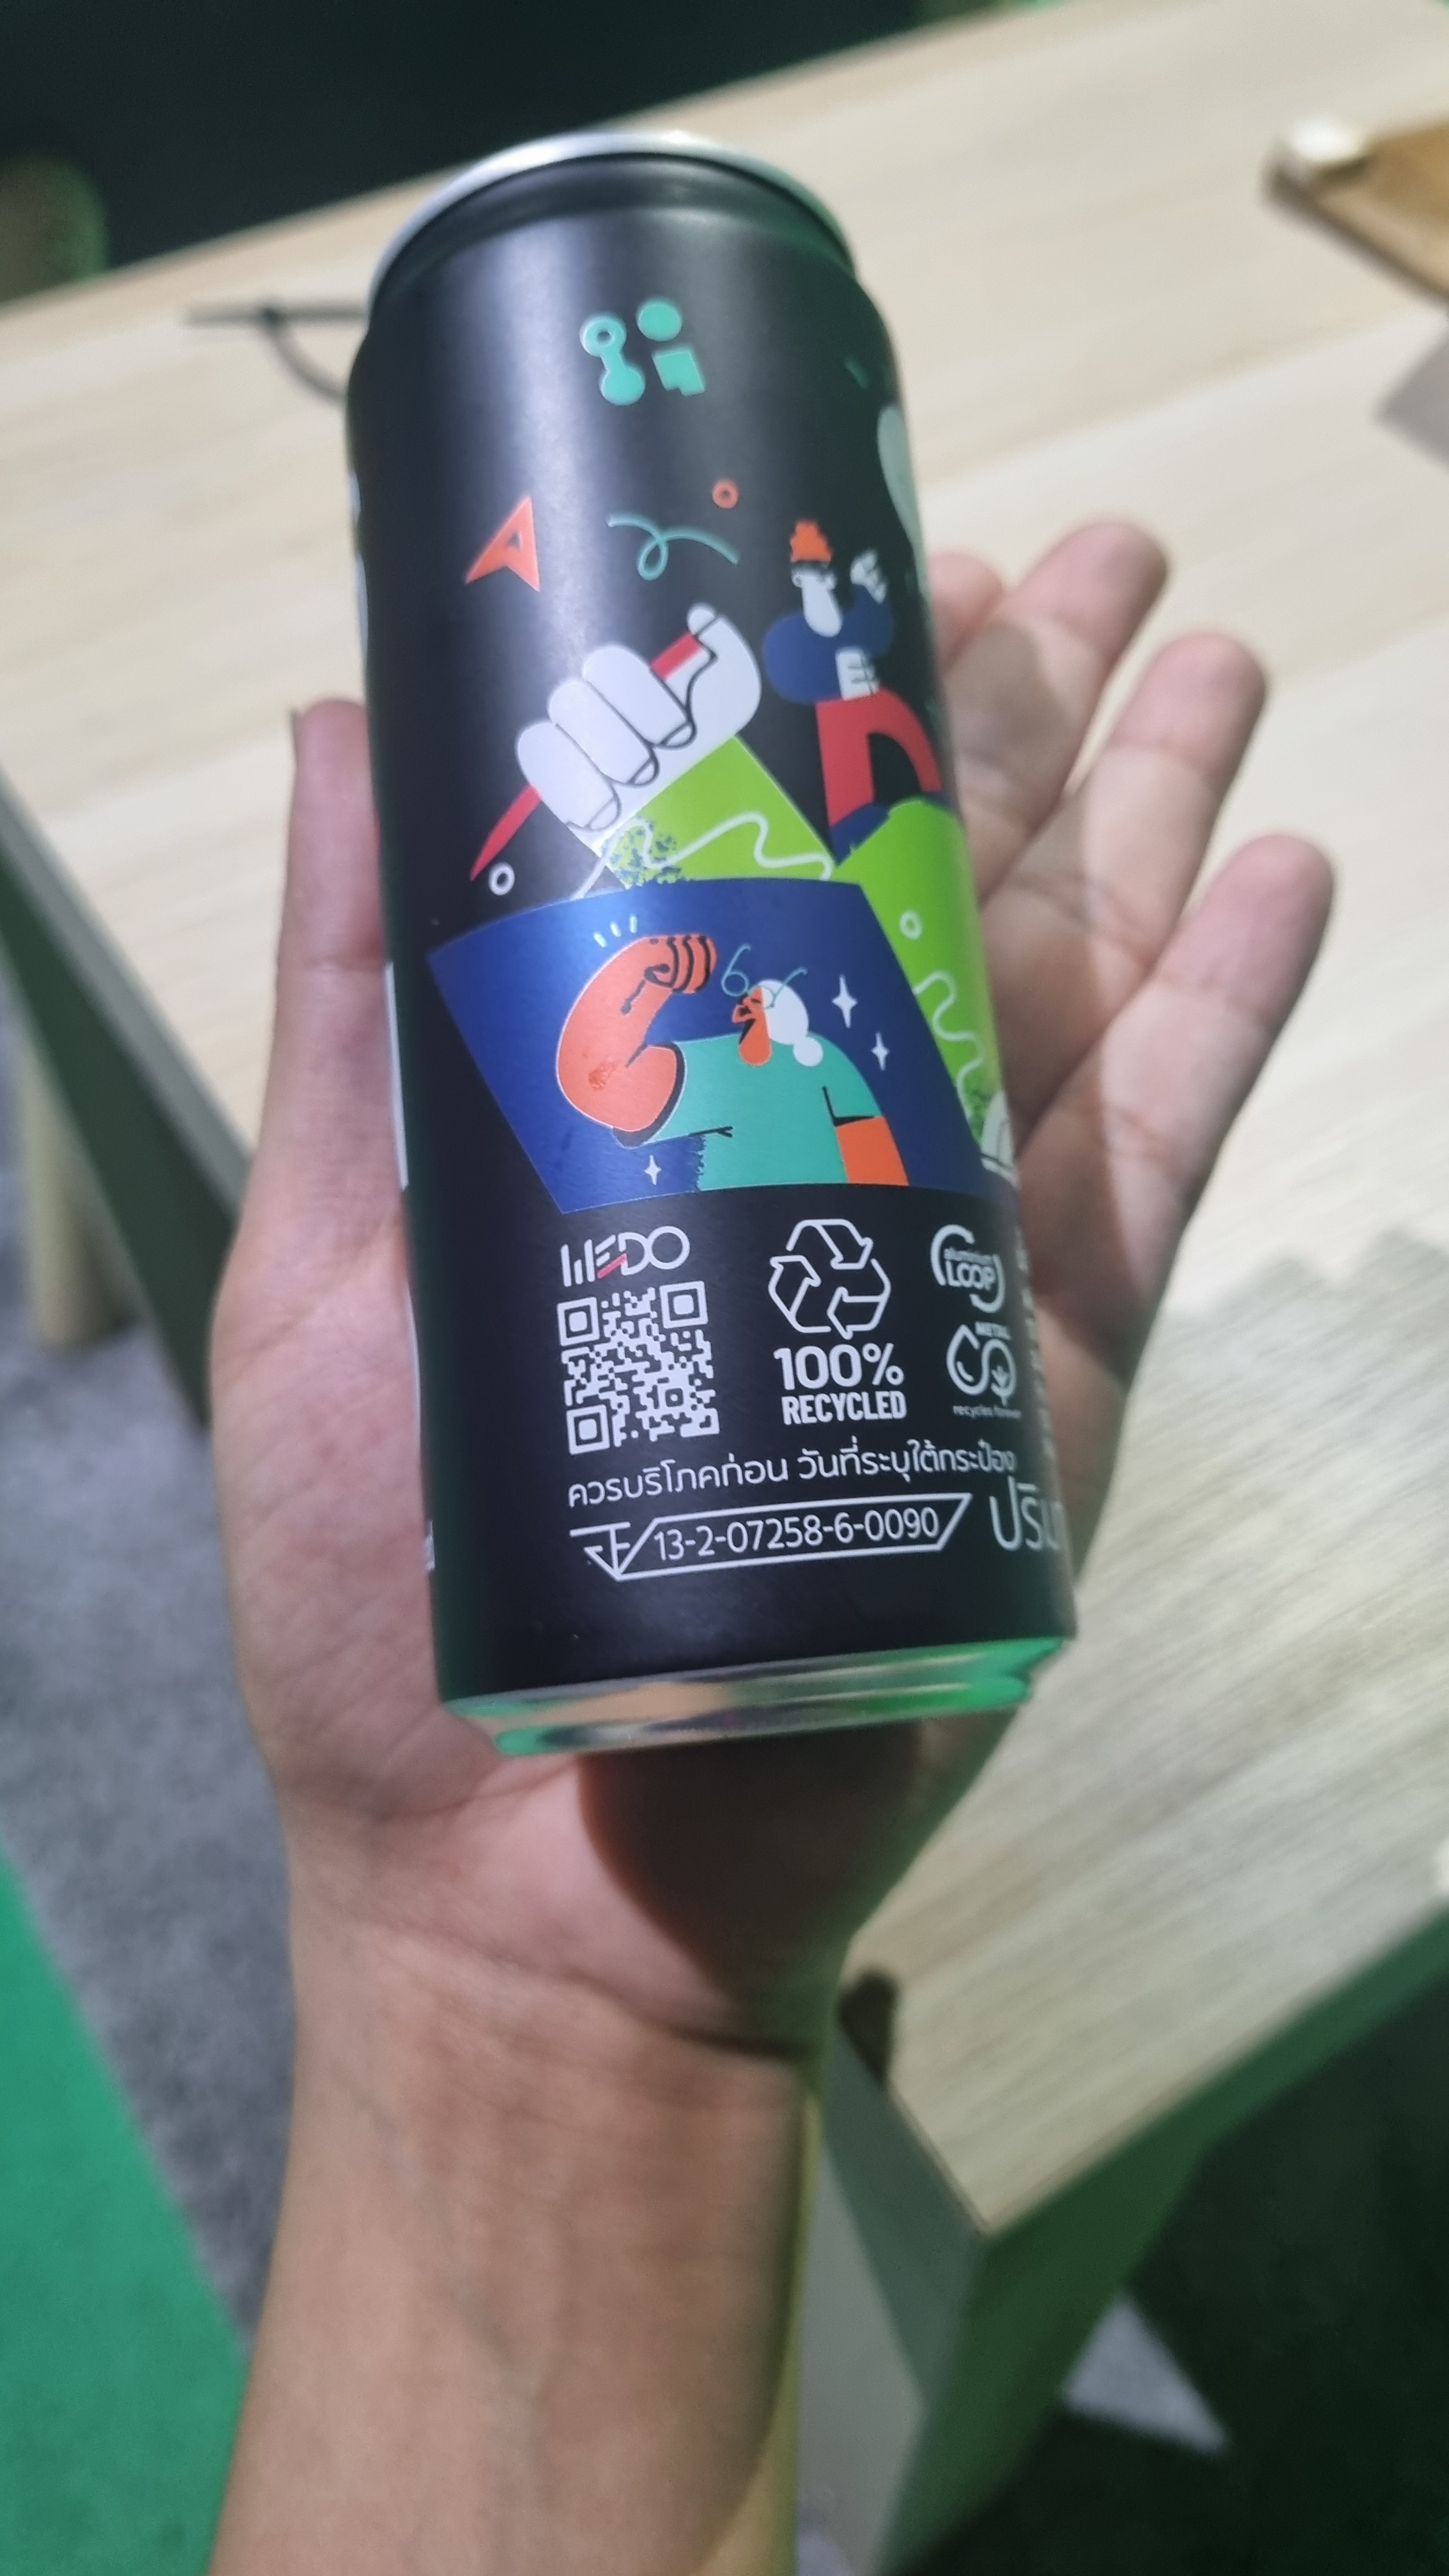 WEDO
100%
RECYCLED
aluminium
LOOP
METAL
recycles forever
ควรบริโภคก่อน วันที่ระบุใต้กระป๋อง
13-2-07258-6-0090